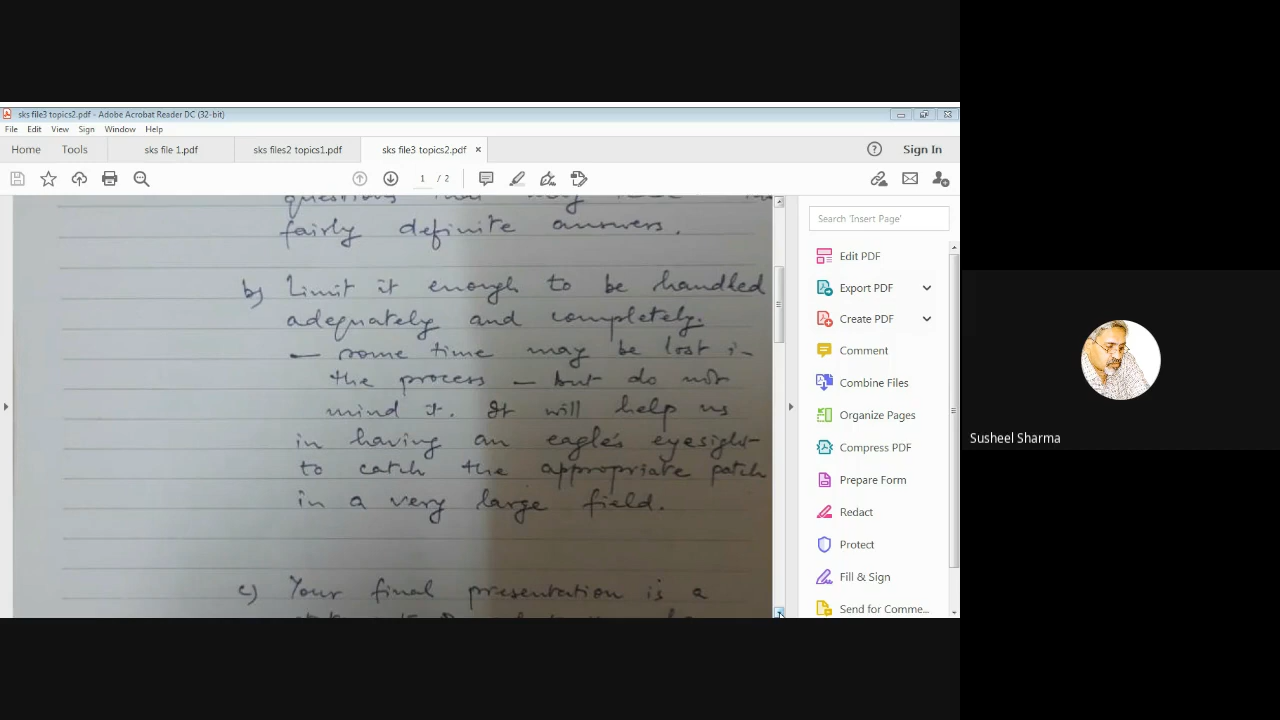 sks file3 topics2.pdf - Adobe Acrobat Reader DC (32-bit)
File Edit View Sign Window Help
Home Tools sks file 1.pdf sks files2 topics1.pdf sks file3 topics2.pdf × Sign In
1 / 2
questions that may
fairly definite answers.
b) Limit it enough to be handled
adequately and completely.
— some time may be lost in
the process — but do not
mind it. It will help us
in having an eagle's eyesight
to catch the appropriate patch
in a very large field.
c) Your final presentation is a
Search 'Insert Page'
Edit PDF
Export PDF
Create PDF
Comment
Combine Files
Organize Pages
Compress PDF
Prepare Form
Redact
Protect
Fill & Sign
Send for Comme...
Susheel Sharma